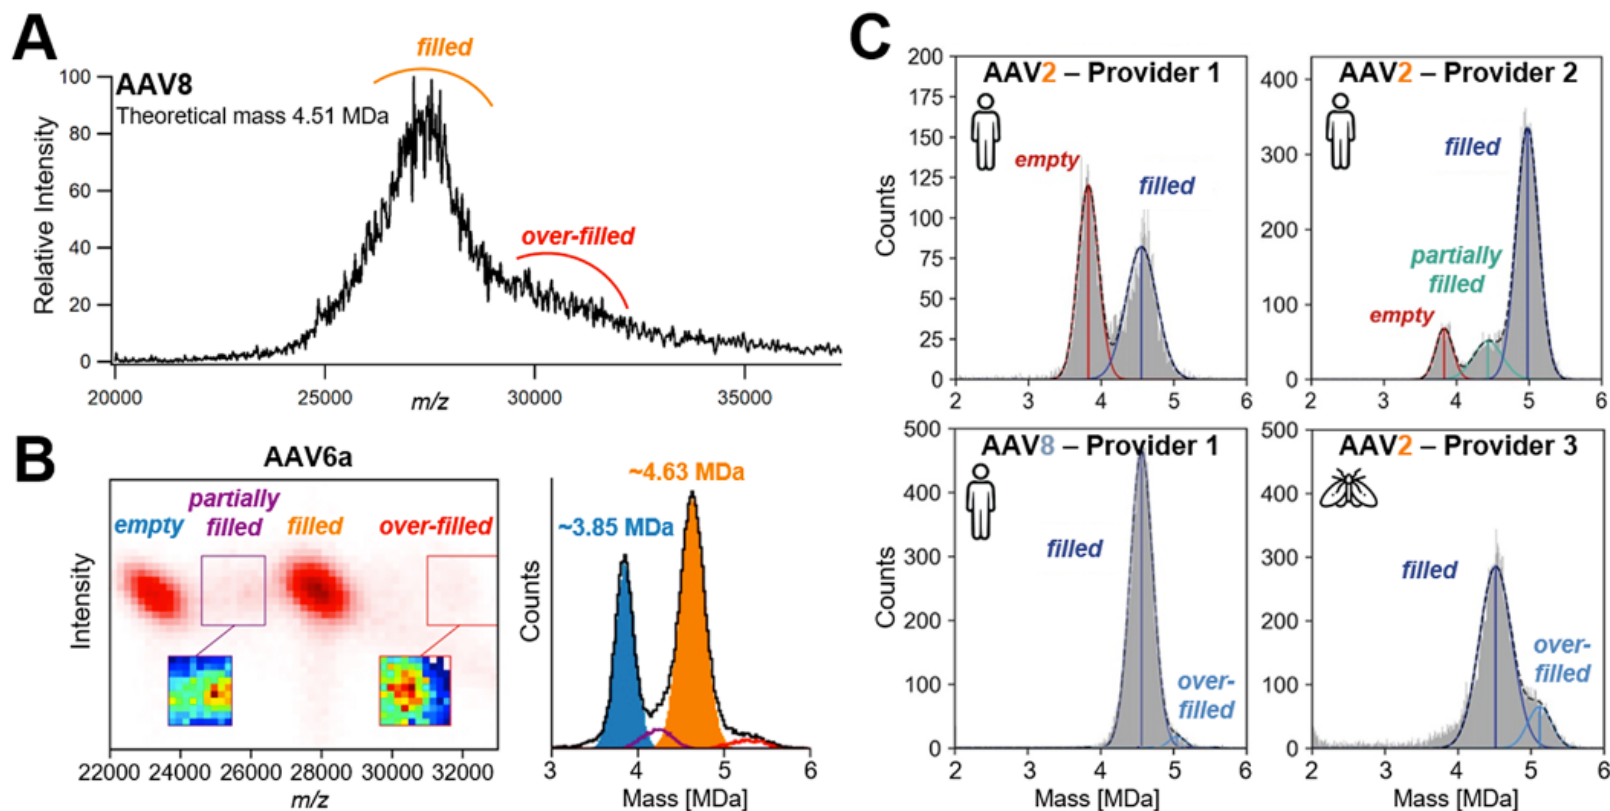 A
AAV8
Theoretical mass 4.51 MDa
filled
over-filled
Relative Intensity
100
80
60
40
20
0
20000
25000
30000
35000
m/z
B
AAV6a
empty
partially
filled
filled
over-filled
Intensity
22000 24000 26000 28000 30000 32000
m/z
~4.63 MDa
~3.85 MDa
Counts
3 4 5 6
Mass [MDa]
C
AAV2 – Provider 1
empty
filled
Counts
200
175
150
125
100
75
50
25
0
2 3 4 5 6
AAV2 – Provider 2
filled
partially
filled
empty
400
300
200
100
0
2 3 4 5 6
AAV8 – Provider 1
filled
over-
filled
Counts
500
400
300
200
100
0
2 3 4 5 6
Mass [MDa]
AAV2 – Provider 3
filled
over-
filled
500
400
300
200
100
0
2 3 4 5 6
Mass [MDa]